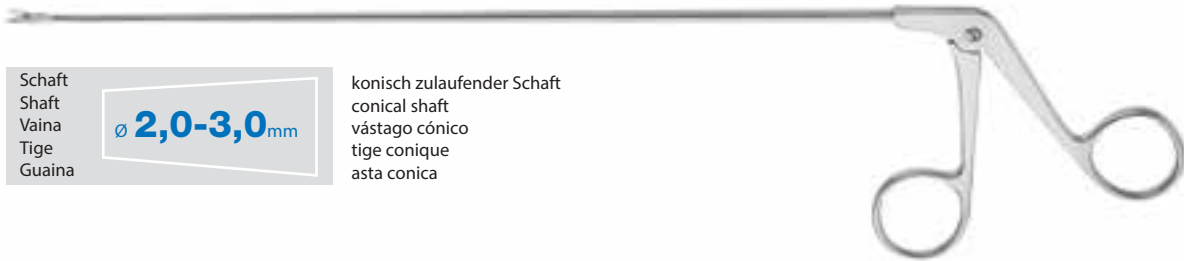 Schaft
Shaft
Vaina
Tige
Guaina
ø 2,0-3,0mm
konisch zulaufender Schaft
conical shaft
vástago cónico
tige conique
asta conica